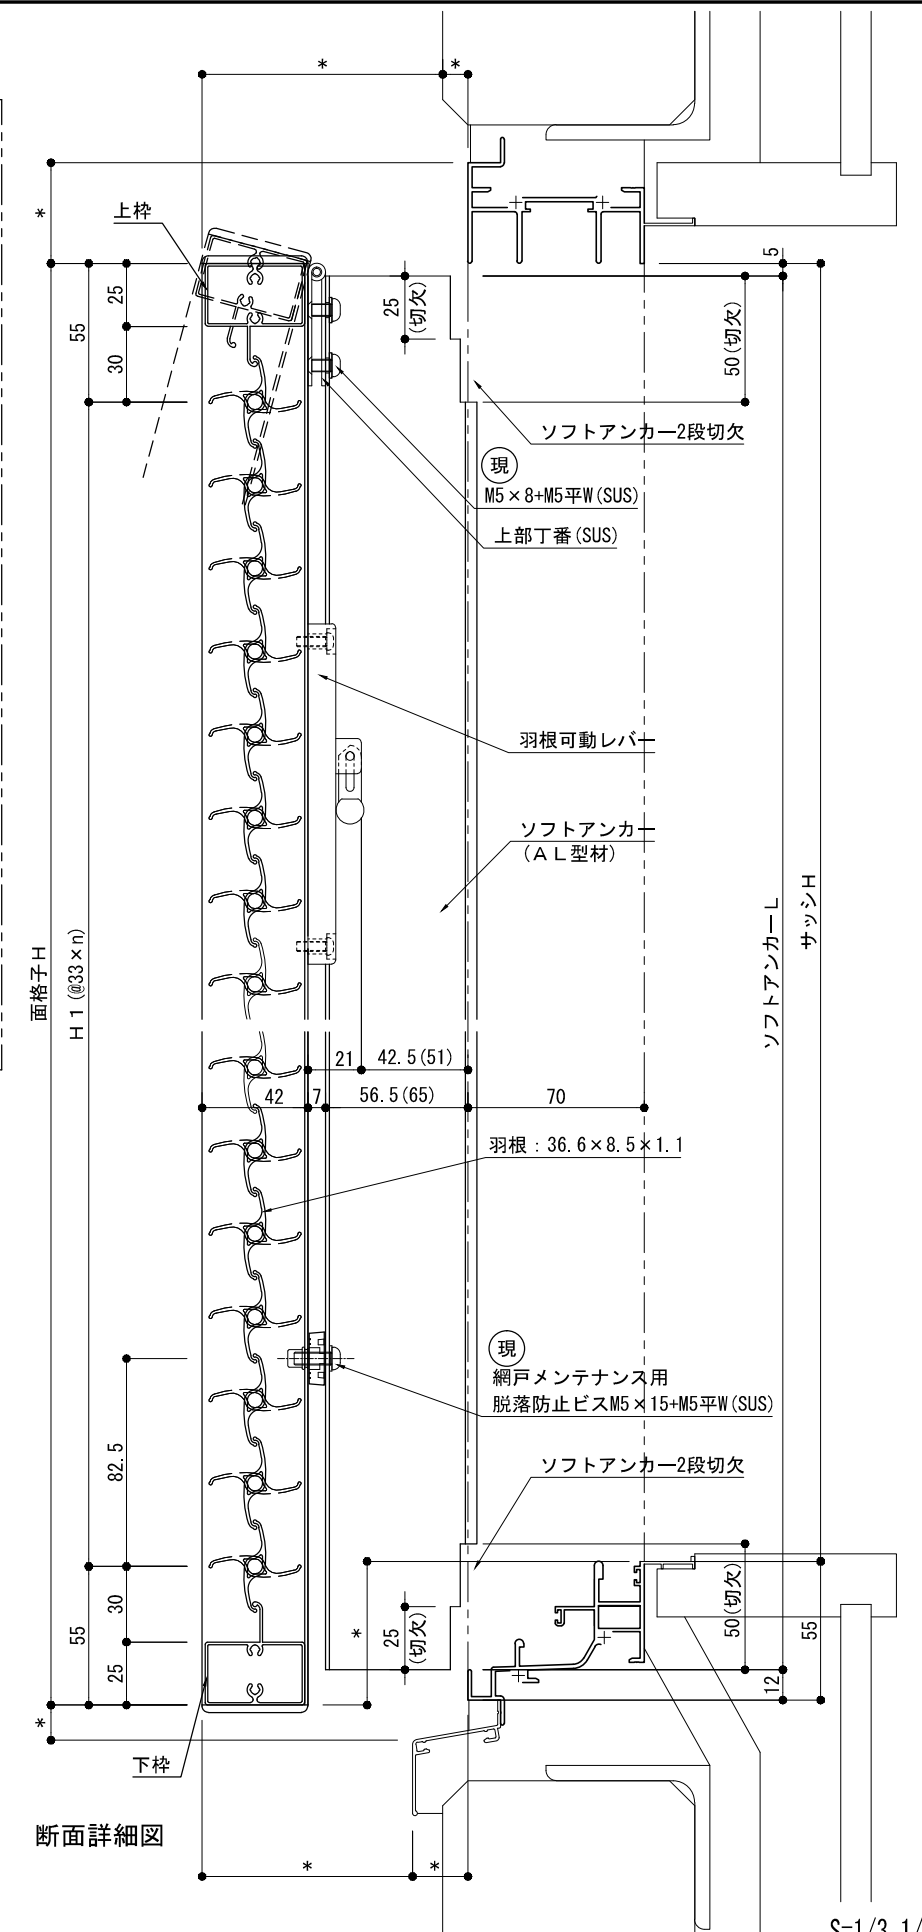 *
*
*
上枠
5
25
25
(切欠)
55
30
50(切欠)
ソフトアンカー2段切欠
現
M5×8+M5平W(SUS)
上部丁番(SUS)
羽根可動レバー
ソフトアンカー
(AL型材)
面格子H
H1(@33×n)
ソフトアンカーL
サッシH
21
42.5(51)
42
7
56.5(65)
70
羽根:36.6×8.5×1.1
現
網戸メンテナンス用
脱落防止ビスM5×15+M5平W(SUS)
82.5
ソフトアンカー2段切欠
55
30
25
*
25
(切欠)
50(切欠)
55
12
*
下枠
断面詳細図
*
*
S-1/3,1/